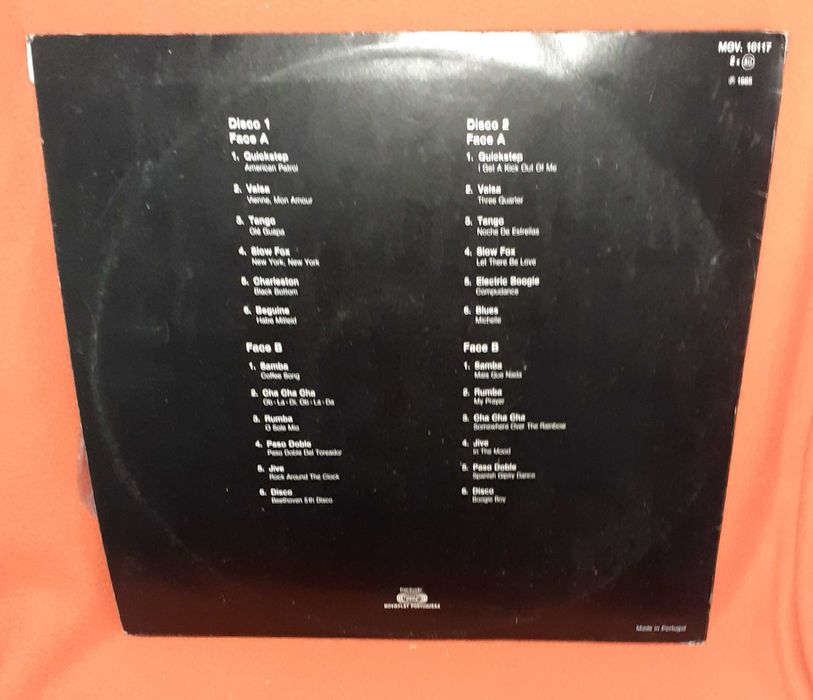 MOV. 10117
2 x
℗ 1985
Disco 1
Face A
1. Quickstep
American Patrol
2. Valsa
Vienne, Mon Amour
3. Tango
Olé Guapa
4. Slow Fox
New York, New York
5. Charleston
Black Bottom
6. Beguine
Habe Mitleid
Face B
1. Samba
Coffee Song
2. Cha Cha Cha
Ob - La - Di, Ob - La - Da
3. Rumba
O Sole Mio
4. Paso Doble
Paso Doble Del Toreador
5. Jive
Rock Around The Clock
6. Disco
Beethoven 5th Disco
Disco 2
Face A
1. Quickstep
I Get A Kick Out Of Me
2. Valsa
Three Quarter
3. Tango
Noche De Estrellas
4. Slow Fox
Let There Be Love
5. Electric Boogie
Compudance
6. Blues
Michelle
Face B
1. Samba
Mais Que Nada
2. Rumba
My Prayer
3. Cha Cha Cha
Somewhere Over The Rainbow
4. Jive
In The Mood
5. Paso Doble
Spanish Gipsy Dance
6. Disco
Boogie Boy
MOVIEPLAY PORTUGUESA
Made in Portugal